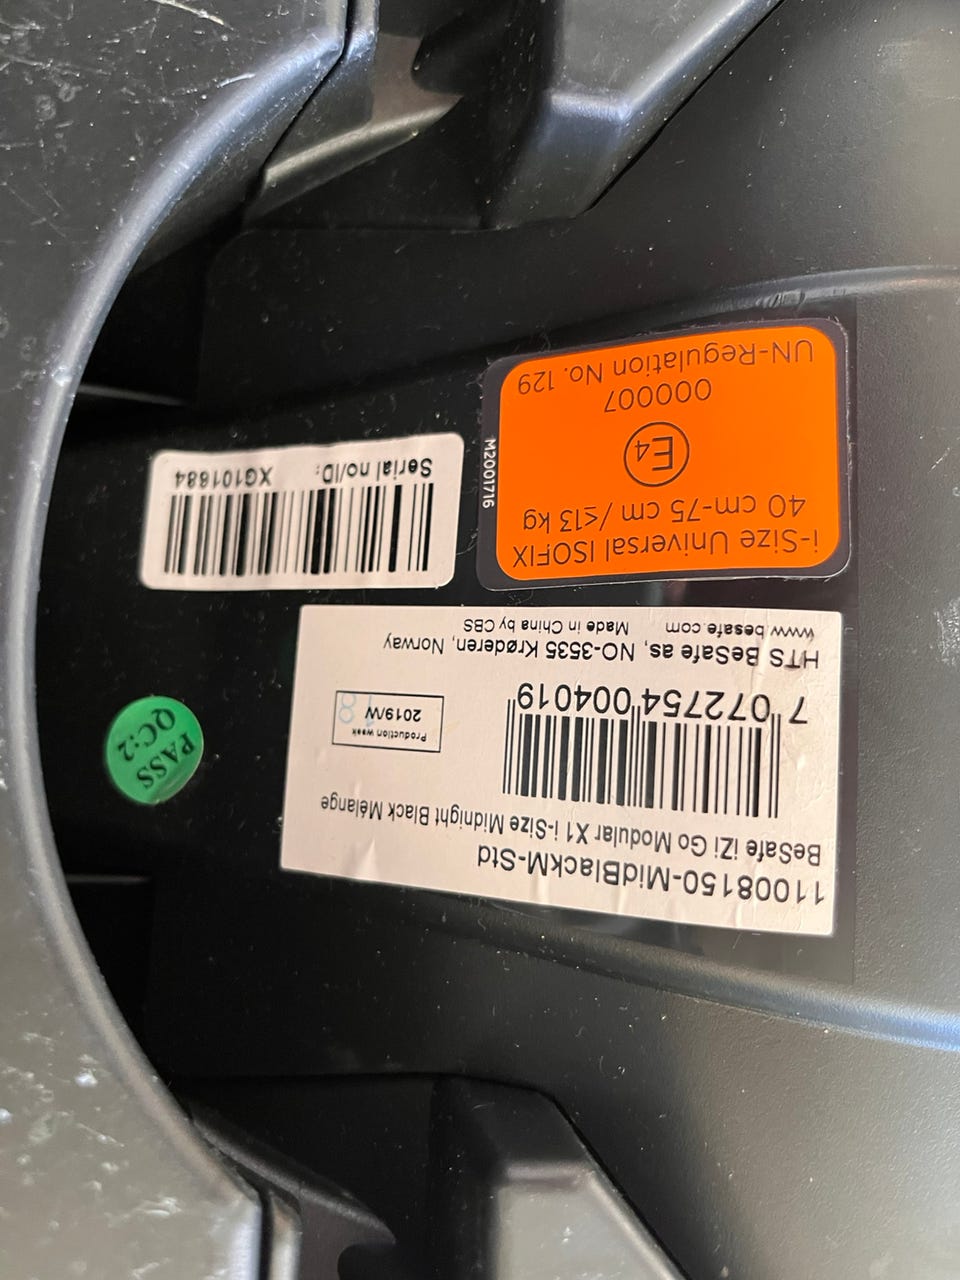 11008150-MidBlackM-Std
BeSafe iZi Go Modular X1 i-Size Midnight Black Mélange
7 072754 004019
Production week
2019/W
HTS BeSafe as, NO-3535 Krøderen, Norway
www.besafe.com Made in China by CBS
i-Size Universal ISOFIX
40 cm-75 cm / ≤13 kg
E4
000007
UN-Regulation No. 129
M2001716
Serial no/ID: XG101684
PASS
QC:2